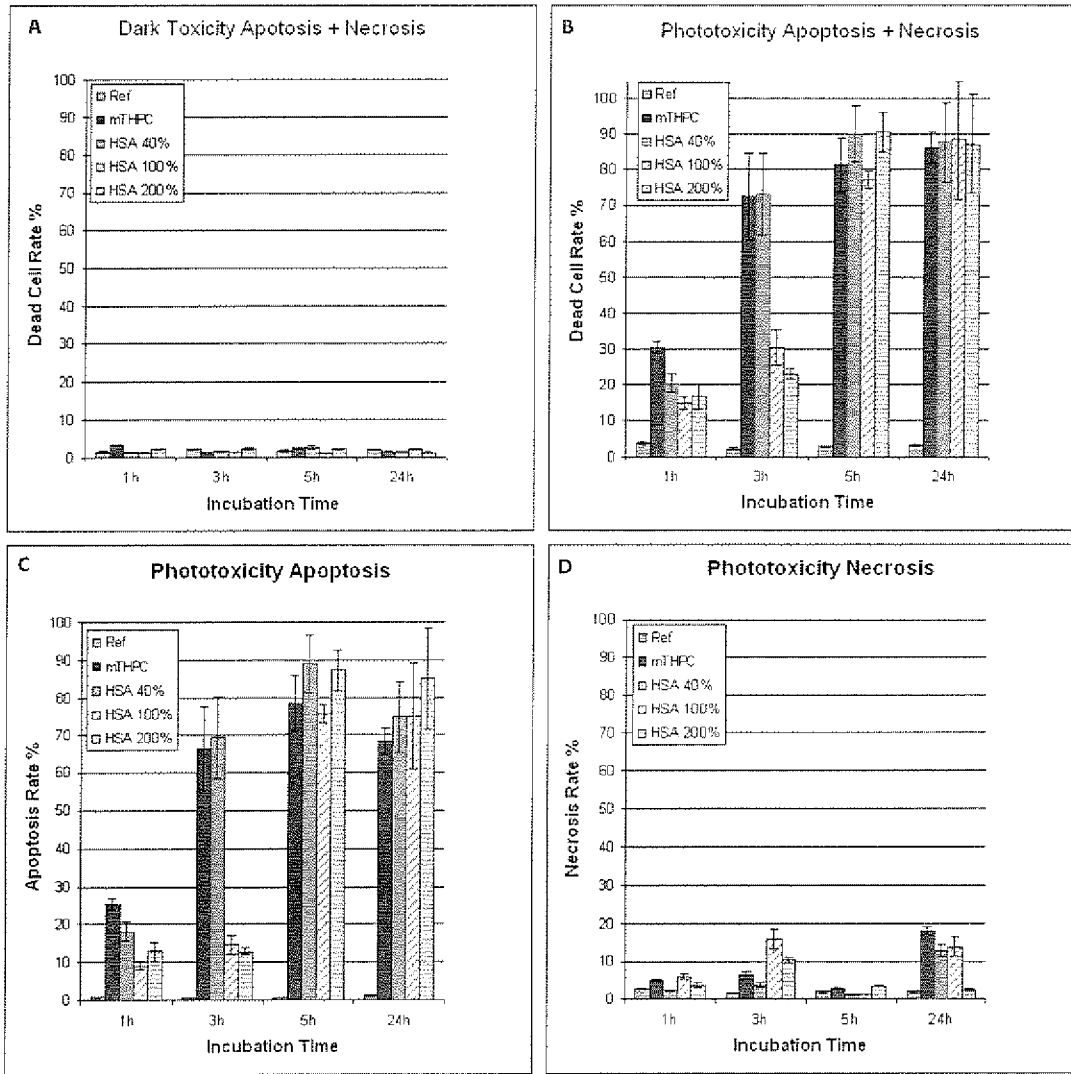 A
Dark Toxicity Apotosis + Necrosis
Dead Cell Rate %
100
90
80
70
60
50
40
30
20
10
0
Ref
mTHPC
HSA 40%
HSA 100%
HSA 200%
1h
3h
5h
24h
Incubation Time
B
Phototoxicity Apoptosis + Necrosis
Dead Cell Rate %
100
90
80
70
60
50
40
30
20
10
0
Ref
mTHPC
HSA 40%
HSA 100%
HSA 200%
1h
3h
5h
24h
Incubation Time
C
Phototoxicity Apoptosis
Apoptosis Rate %
100
90
80
70
60
50
40
30
20
10
0
Ref
mTHPC
HSA 40%
HSA 100%
HSA 200%
1h
3h
5h
24h
Incubation Time
D
Phototoxicity Necrosis
Necrosis Rate %
100
90
80
70
60
50
40
30
20
10
0
Ref
mTHPC
HSA 40%
HSA 100%
HSA 200%
1h
3h
5h
24h
Incubation Time